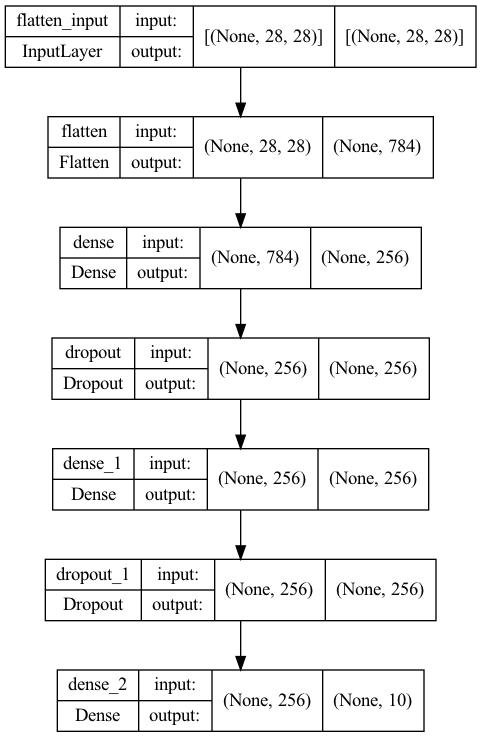 flatten_input input: [(None, 28, 28)] [(None, 28, 28)]
InputLayer output:
flatten input: (None, 28, 28) (None, 784)
Flatten output:
dense input: (None, 784) (None, 256)
Dense output:
dropout input: (None, 256) (None, 256)
Dropout output:
dense_1 input: (None, 256) (None, 256)
Dense output:
dropout_1 input: (None, 256) (None, 256)
Dropout output:
dense_2 input: (None, 256) (None, 10)
Dense output: